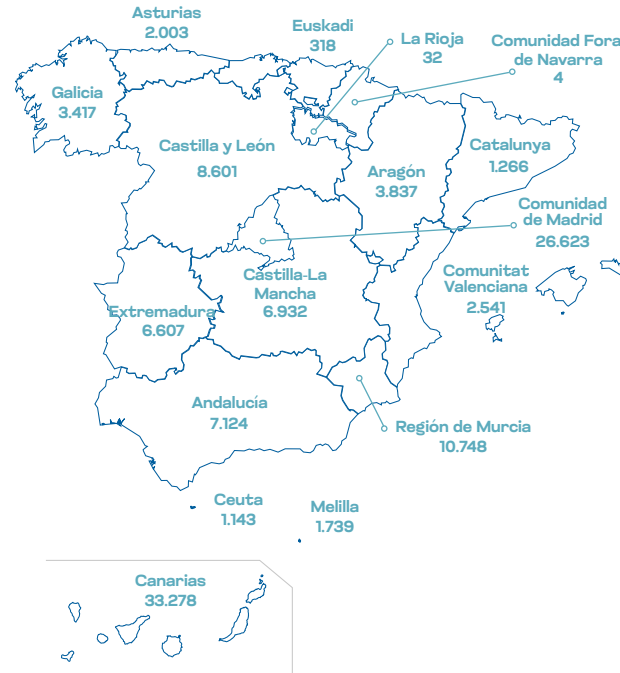 Asturias
2.003
Euskadi
318
La Rioja
32
Comunidad Fora
de Navarra
4
Galicia
3.417
Castilla y León
8.601
Aragón
3.837
Catalunya
1.266
Comunidad
de Madrid
26.623
Castilla-La
Mancha
6.932
Comunitat
Valenciana
2.541
Extremadura
6.607
Andalucía
7.124
Región de Murcia
10.748
Ceuta
1.143
Melilla
1.739
Canarias
33.278